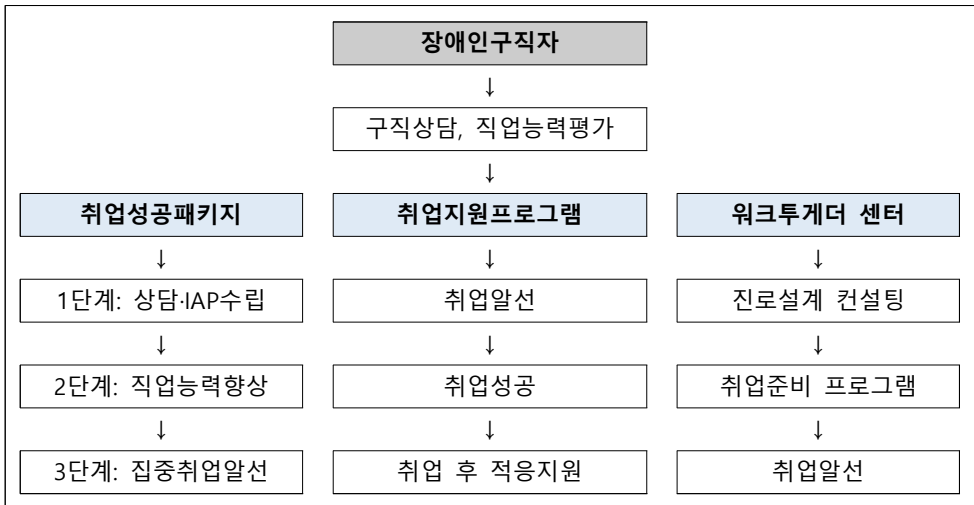 장애인구직자
↓
구직상담, 직업능력평가
↓
취업성공패키지 취업지원프로그램 워크투게더 센터
↓ ↓ ↓
1단계: 상담·IAP수립 취업알선 진로설계 컨설팅
↓ ↓ ↓
2단계: 직업능력향상 취업성공 취업준비 프로그램
↓ ↓ ↓
3단계: 집중취업알선 취업 후 적응지원 취업알선